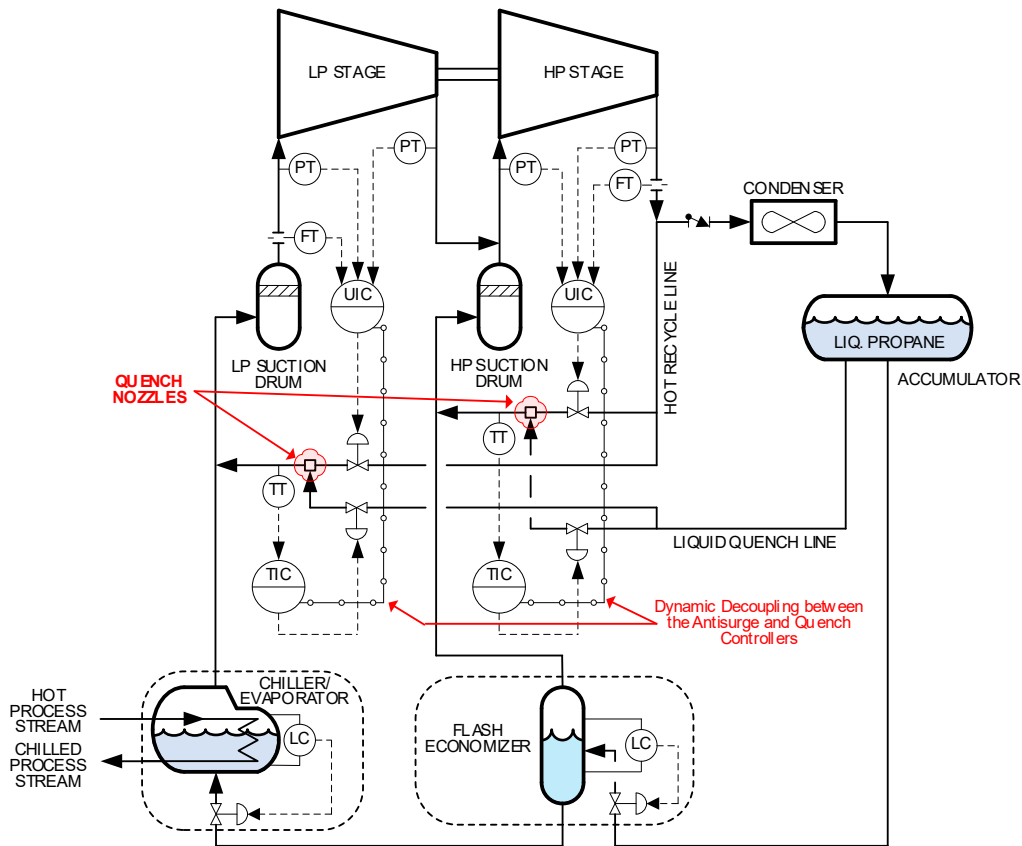 LP STAGE
HP STAGE
PT
PT
PT
PT
FT
FT
CONDENSER
UIC
UIC
HOT RECYCLE LINE
LIQ. PROPANE
ACCUMULATOR
LP SUCTION
DRUM
HP SUCTION
DRUM
QUENCH
NOZZLES
TT
TT
LIQUID QUENCH LINE
TIC
TIC
Dynamic Decoupling between
the Antisurge and Quench
Controllers
CHILLER/
EVAPORATOR
HOT
PROCESS
STREAM
CHILLED
PROCESS
STREAM
LC
FLASH
ECONOMIZER
LC